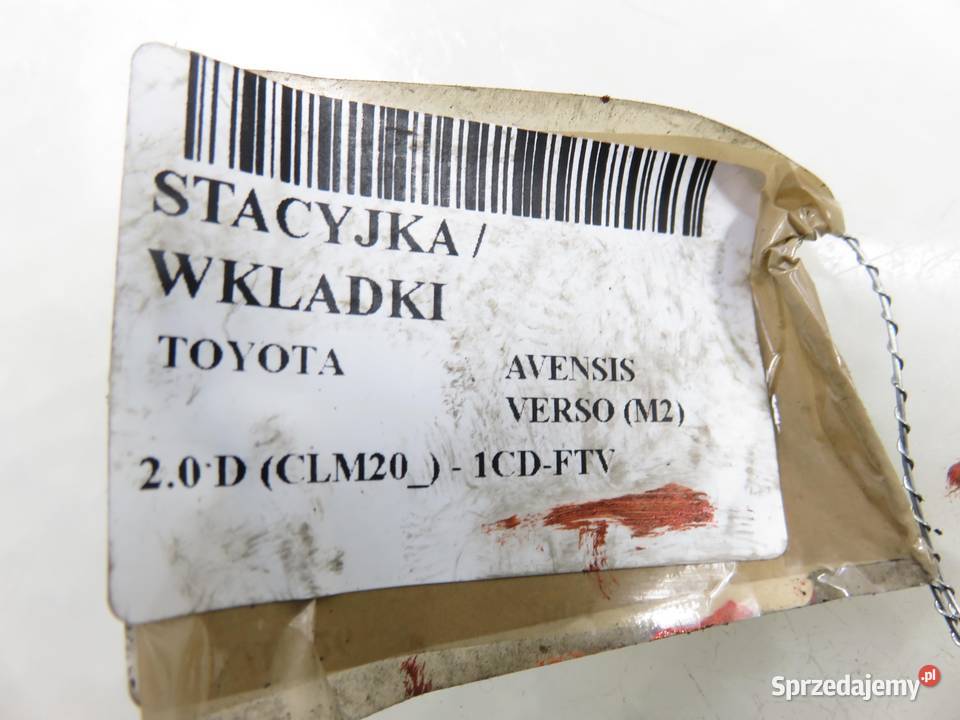 STACYJKA /
WKLADKI
TOYOTA AVENSIS
VERSO (M2)
2.0 D (CLM20_) - 1CD-FTV
Sprzedajemy.pl